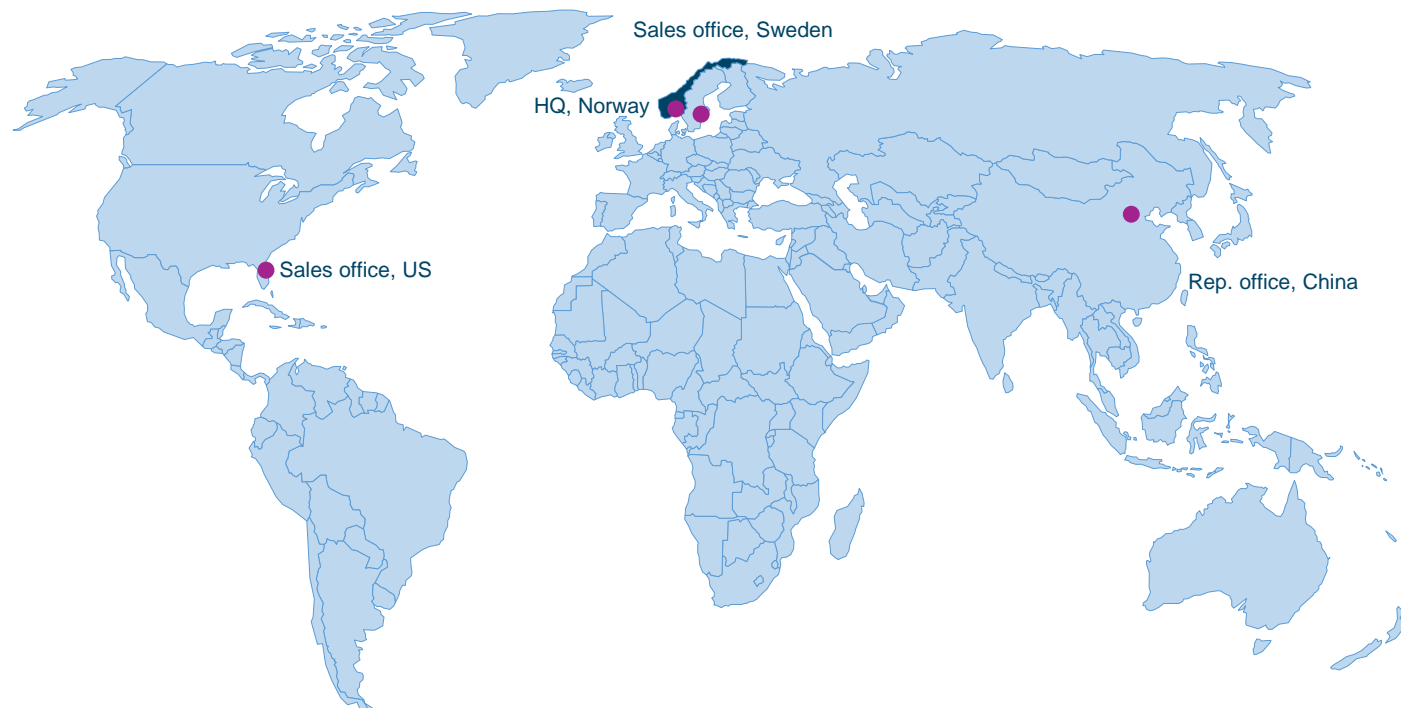 Sales office, Sweden
HQ, Norway
Sales office, US
Rep. office, China